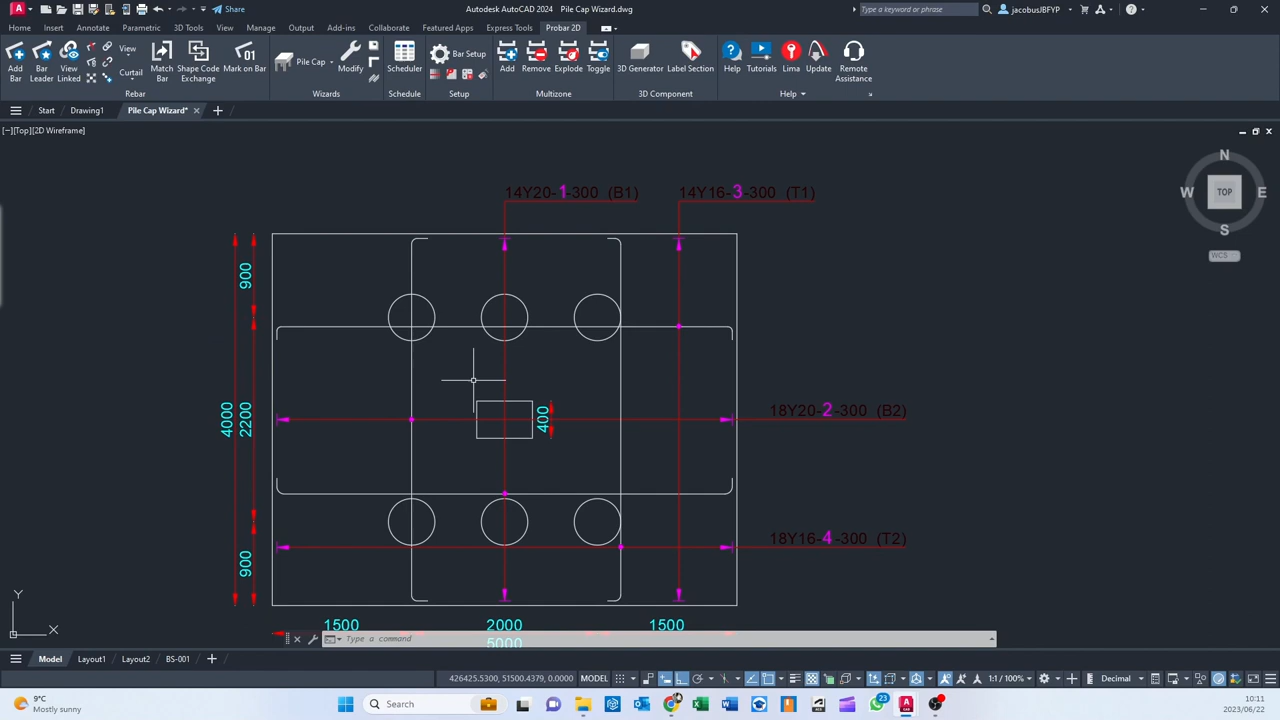 Share
Autodesk AutoCAD 2024 Pile Cap Wizard.dwg
Type a keyword or phrase
jacobusJBFYP
Home Insert Annotate Parametric 3D Tools View Manage Output Add-ins Collaborate Featured Apps Express Tools Probar 2D
Add Bar
Bar Leader
View Linked
View
Curtail
Match Bar
Shape Code Exchange
Mark on Bar
Pile Cap
Modify
Scheduler
Bar Setup
Add
Remove
Explode
Toggle
3D Generator
Label Section
Help
Tutorials
Lima
Update
Remote Assistance
Rebar Wizards Schedule Setup Multizone 3D Component Help
Start Drawing1 Pile Cap Wizard*
[−][Top][2D Wireframe]
N
W TOP E
S
WCS
14Y20-1-300 (B1) 14Y16-3-300 (T1)
900
4000
2200
400
18Y20-2-300 (B2)
18Y16-4-300 (T2)
900
1500 2000 1500
5000
Y
X
Type a command
Model Layout1 Layout2 BS-001
426425.5300, 51500.4379, 0.0000 MODEL 1:1 / 100% Decimal
9°C
Mostly sunny
Search
23
10:11
2023/06/22